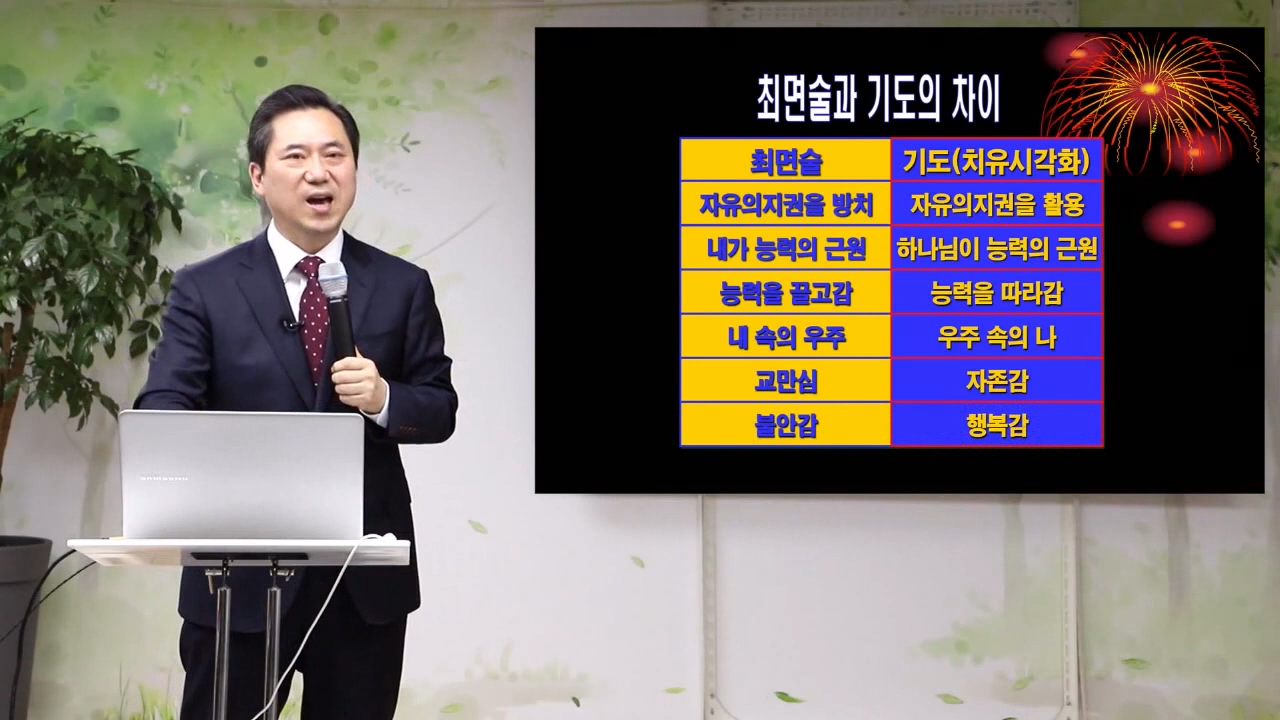 최면술과 기도의 차이
최면술 기도(치유시각화)
자유의지권을 방치 자유의지권을 활용
내가 능력의 근원 하나님이 능력의 근원
능력을 끌고감 능력을 따라감
내 속의 우주 우주 속의 나
교만심 자존감
불안감 행복감
SAMSUNG